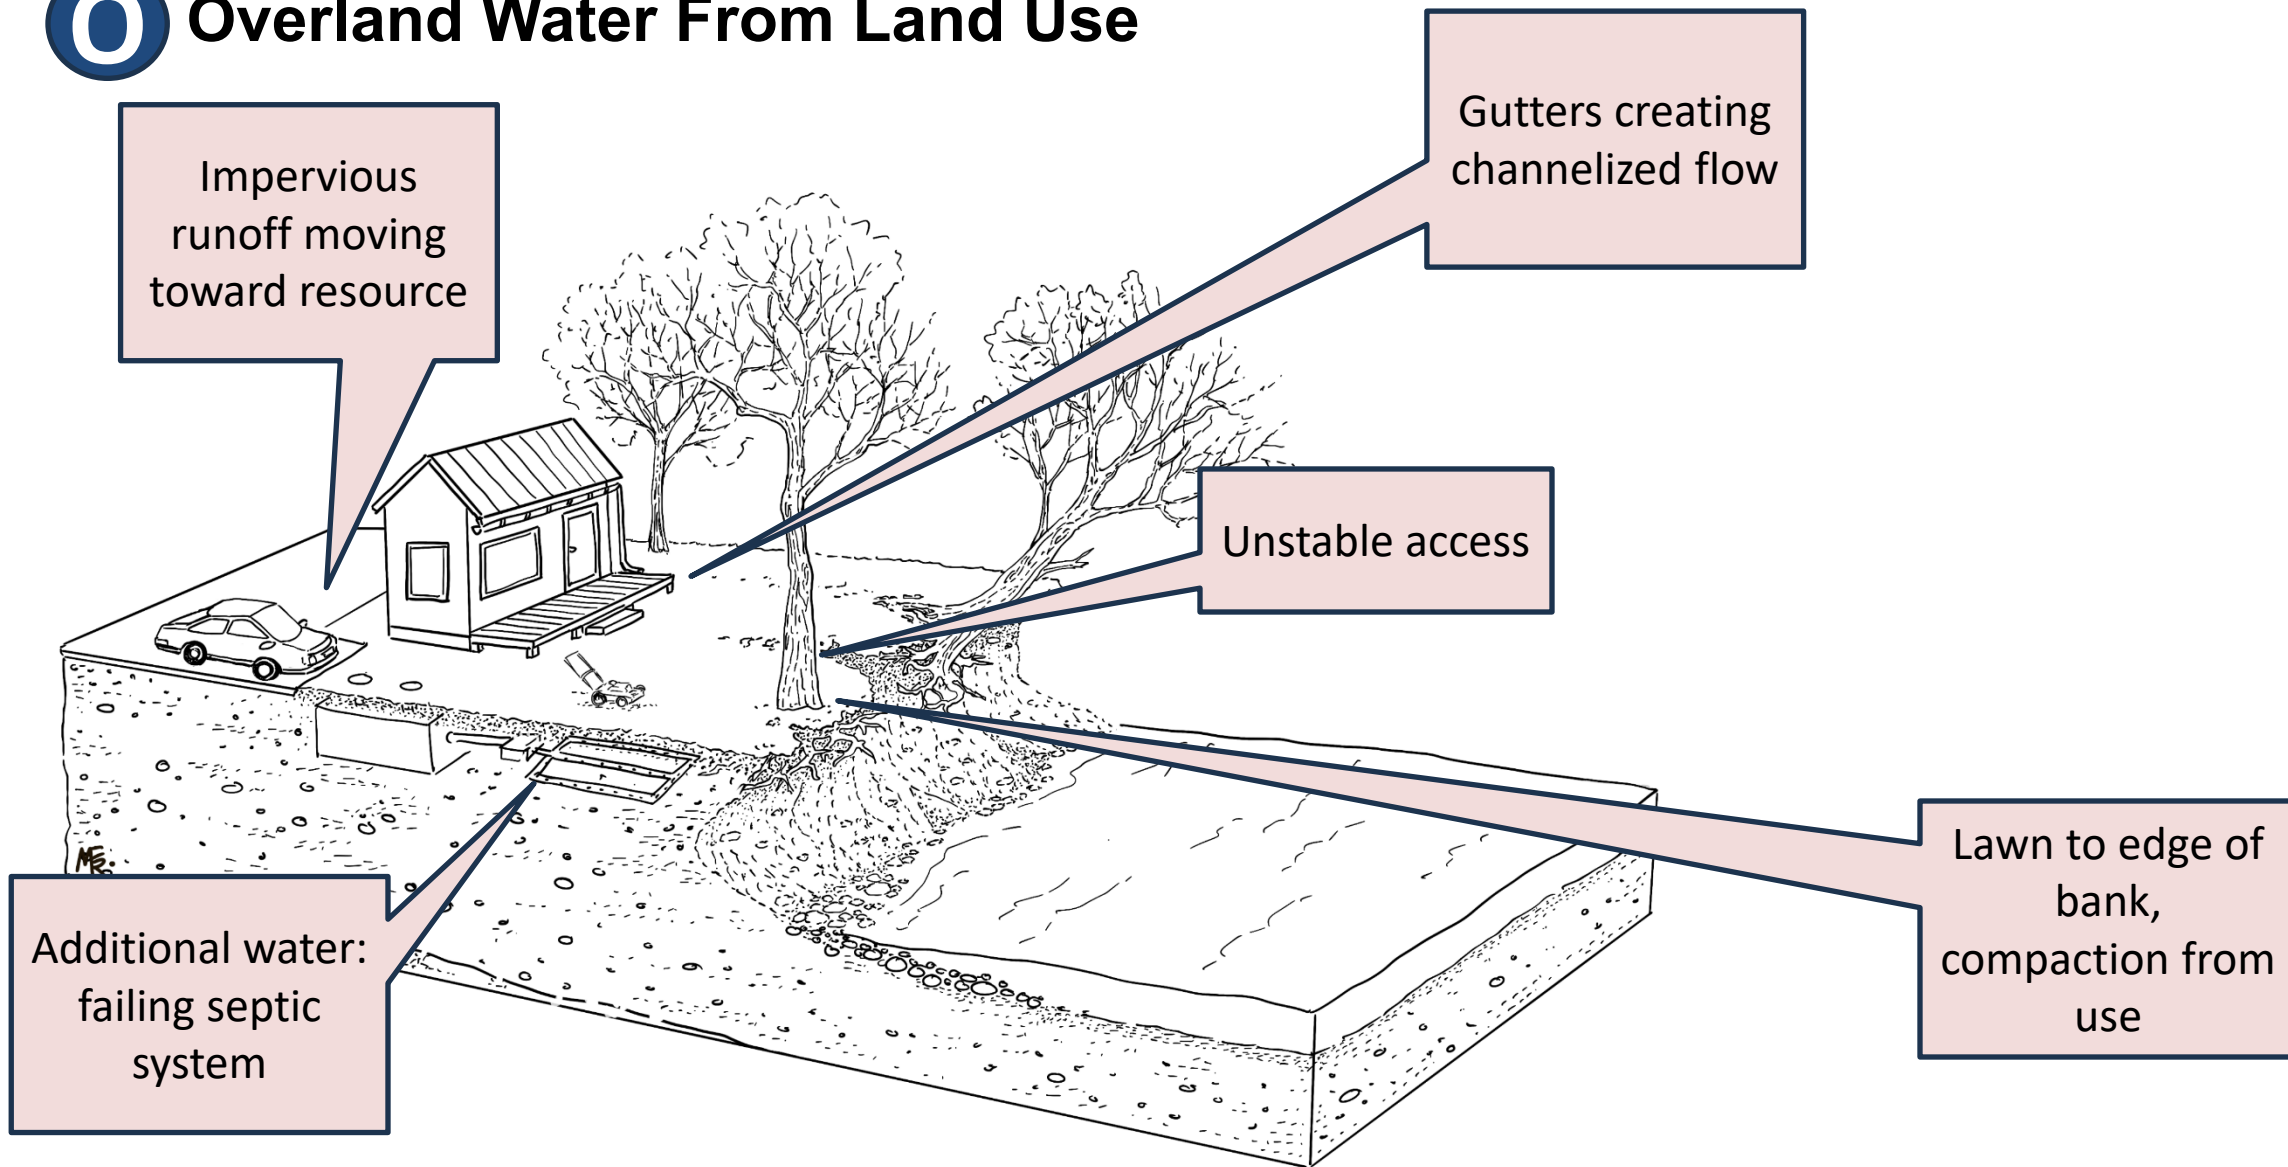 O Overland Water From Land Use
Impervious
runoff moving
toward resource
Gutters creating
channelized flow
Unstable access
Lawn to edge of
bank,
compaction from
use
Additional water:
failing septic
system